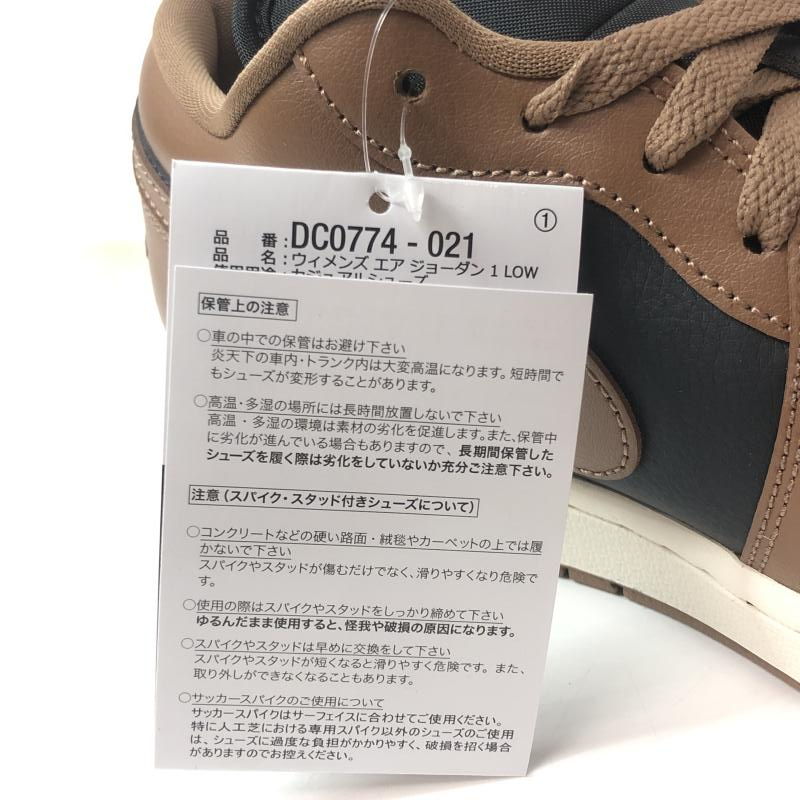 ①
品　番：DC0774 - 021
品　名：ウィメンズ エア ジョーダン 1 LOW
使用用途：カジュアルシューズ
保管上の注意
○車の中での保管はお避け下さい
炎天下の車内・トランク内は大変高温になります。短時間で
もシューズが変形することがあります。
○高温・多湿の場所には長時間放置しないで下さい
高温・多湿の環境は素材の劣化を促進します。また、保管中
に劣化が進んでいる場合もありますので、長期間保管した
シューズを履く際は劣化をしていないか充分ご注意下さい。
注意（スパイク・スタッド付きシューズについて）
○コンクリートなどの硬い路面・絨毯やカーペットの上では履
かないで下さい
スパイクやスタッドが傷むだけでなく、滑りやすくなり危険で
す。
○使用の際はスパイクやスタッドをしっかり締めて下さい
ゆるんだまま使用すると、怪我や破損の原因になります。
○スパイクやスタッドは早めに交換をして下さい
スパイクやスタッドが短くなると滑りやすく危険です。また、
取り外しができなくなることもあります。
○サッカースパイクのご使用について
サッカースパイクはサーフェイスに合わせてご使用ください。
特に人工芝における専用スパイク以外のシューズのご使用
は、シューズに過度な負担がかかりやすく、破損を招く場合
がありますのでお控えください。